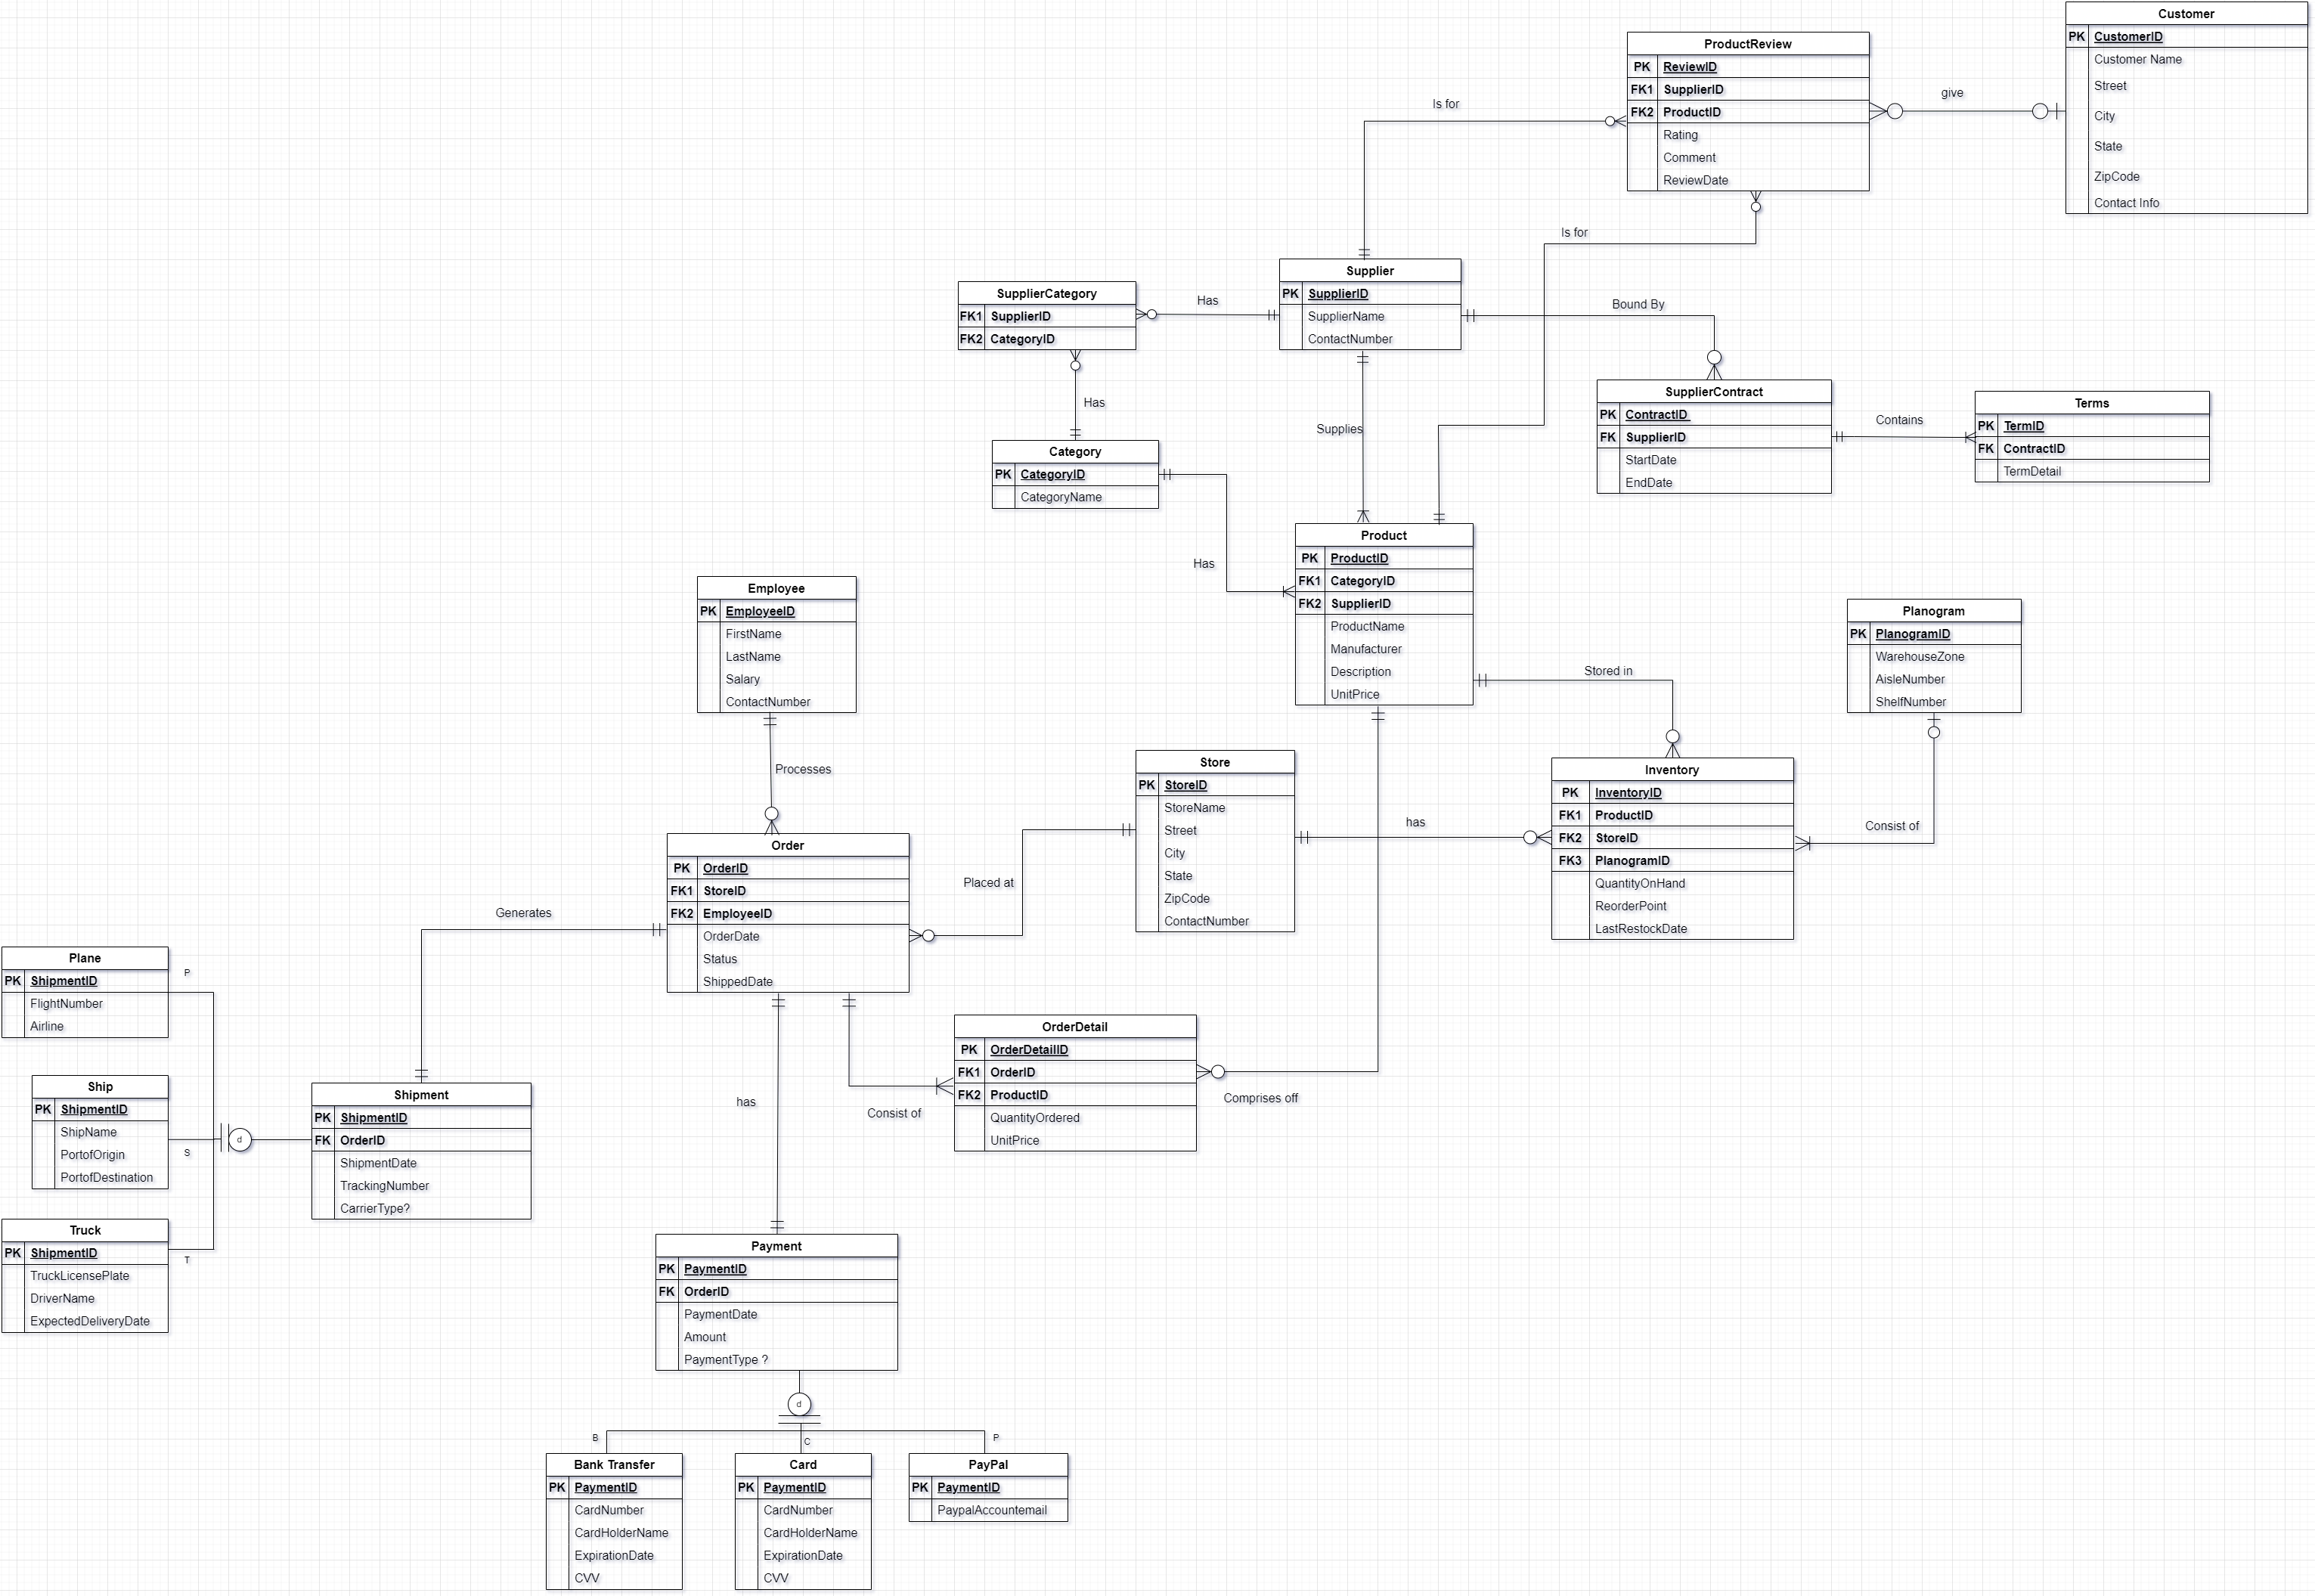 Customer
PK CustomerID
Customer Name
Street
City
State
ZipCode
Contact Info
give
ProductReview
PK ReviewID
FK1 SupplierID
FK2 ProductID
Rating
Comment
ReviewDate
Is for
Is for
Supplier
PK SupplierID
SupplierName
ContactNumber
Has
SupplierCategory
FK1 SupplierID
FK2 CategoryID
Has
Category
PK CategoryID
CategoryName
Bound By
SupplierContract
PK ContractID
FK SupplierID
StartDate
EndDate
Contains
Terms
PK TermID
FK ContractID
TermDetail
Supplies
Has
Product
PK ProductID
FK1 CategoryID
FK2 SupplierID
ProductName
Manufacturer
Description
UnitPrice
Employee
PK EmployeeID
FirstName
LastName
Salary
ContactNumber
Processes
Planogram
PK PlanogramID
WarehouseZone
AisleNumber
ShelfNumber
Stored in
Consist of
Store
PK StoreID
StoreName
Street
City
State
ZipCode
ContactNumber
has
Inventory
PK InventoryID
FK1 ProductID
FK2 StoreID
FK3 PlanogramID
QuantityOnHand
ReorderPoint
LastRestockDate
Order
PK OrderID
FK1 StoreID
FK2 EmployeeID
OrderDate
Status
ShippedDate
Placed at
Generates
Plane
PK ShipmentID
FlightNumber
Airline
P
Ship
PK ShipmentID
ShipName
PortofOrigin
PortofDestination
S
d
Truck
PK ShipmentID
TruckLicensePlate
DriverName
ExpectedDeliveryDate
T
Shipment
PK ShipmentID
FK OrderID
ShipmentDate
TrackingNumber
CarrierType?
OrderDetail
PK OrderDetailID
FK1 OrderID
FK2 ProductID
QuantityOrdered
UnitPrice
Consist of
Comprises off
has
Payment
PK PaymentID
FK OrderID
PaymentDate
Amount
PaymentType ?
d
B
C
P
Bank Transfer
PK PaymentID
CardNumber
CardHolderName
ExpirationDate
CVV
Card
PK PaymentID
CardNumber
CardHolderName
ExpirationDate
CVV
PayPal
PK PaymentID
PaypalAccountemail